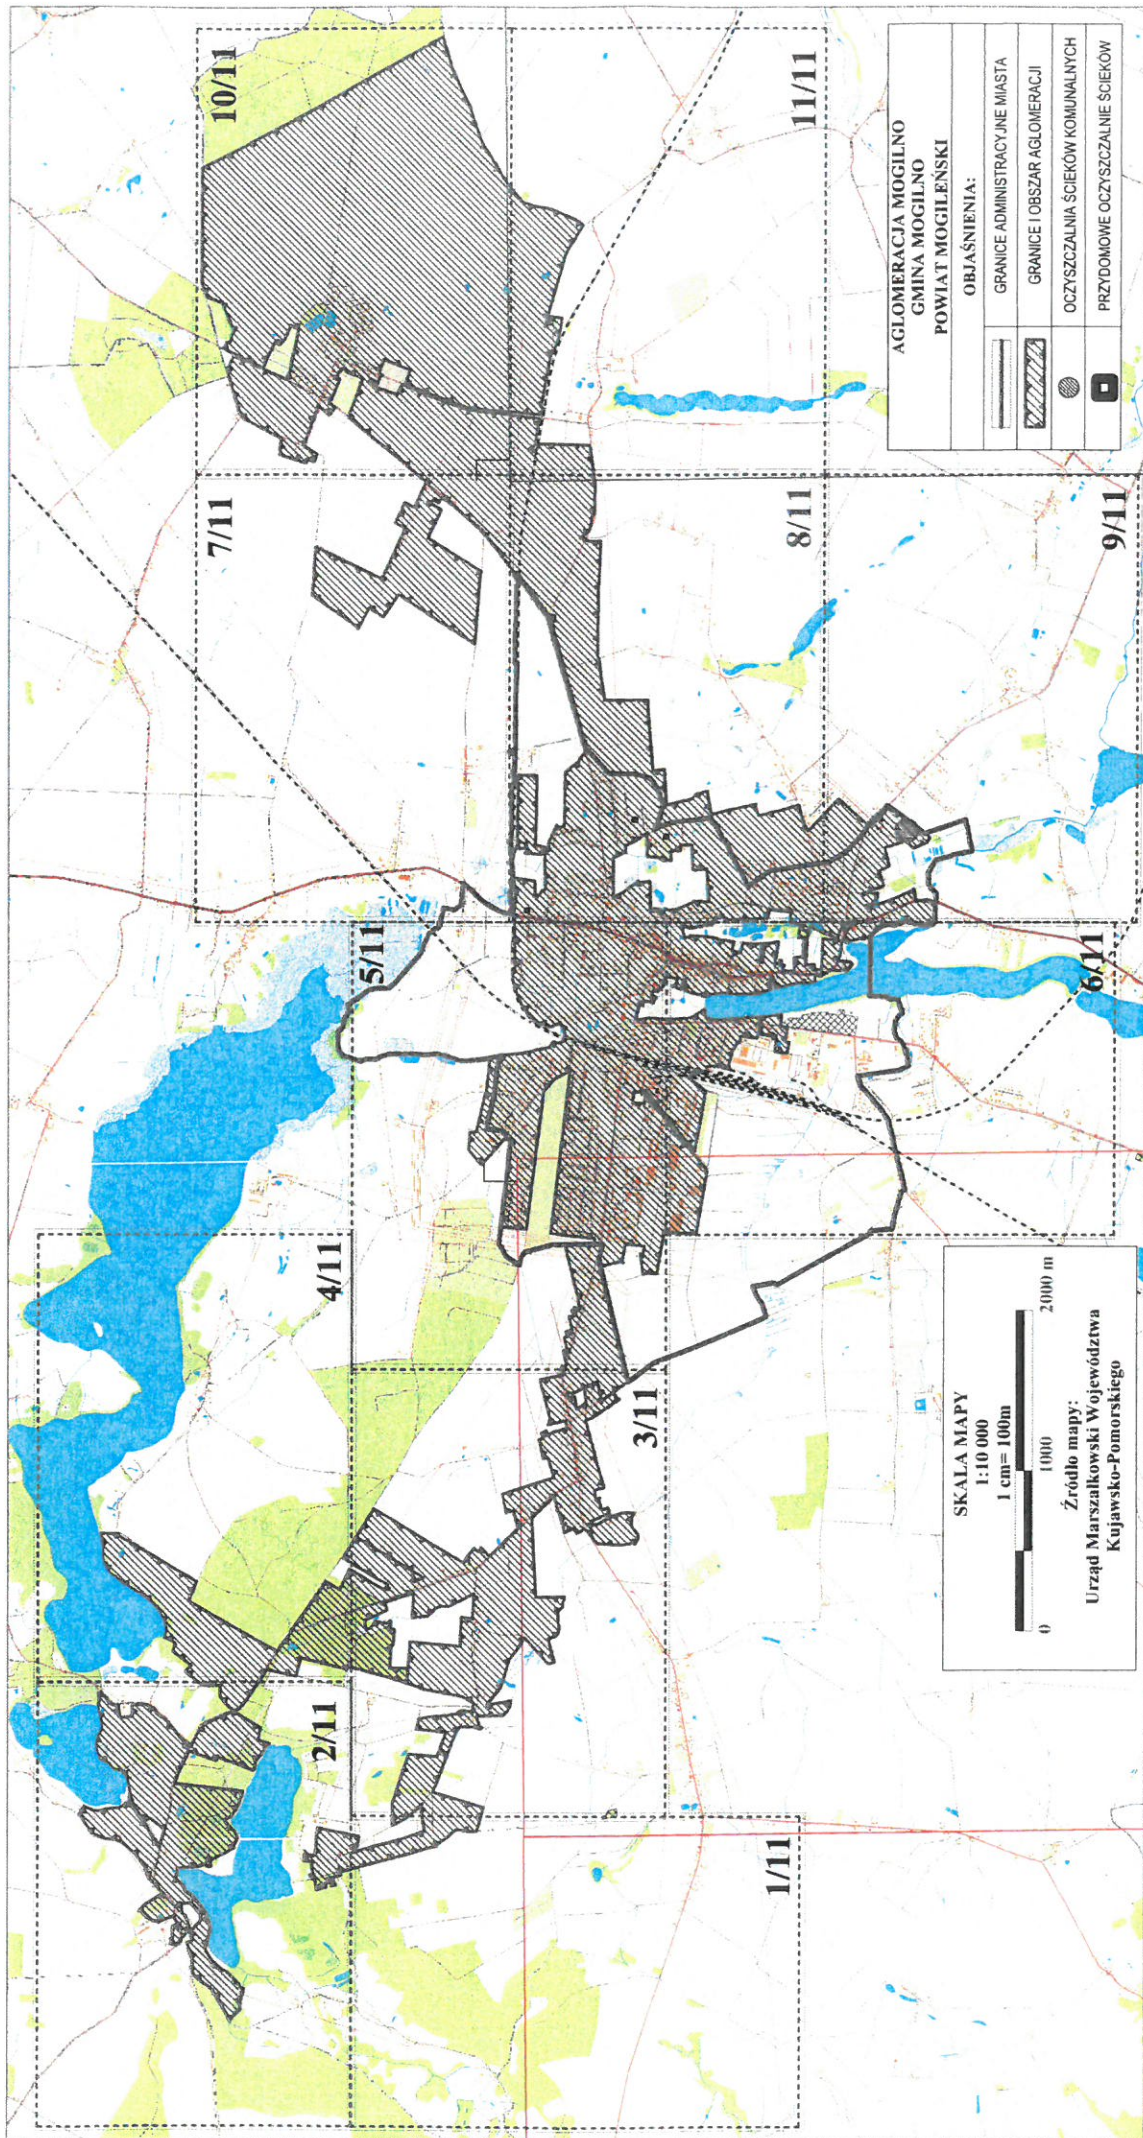 10/11
11/11
7/11
8/11
9/11
5/11
6/11
4/11
3/11
2/11
1/11
AGLOMERACJA MOGILNO
GMINA MOGILNO
POWIAT MOGILEŃSKI
OBJAŚNIENIA:
GRANICE ADMINISTRACYJNE MIASTA
GRANICE I OBSZAR AGLOMERACJI
OCZYSZCZALNIA ŚCIEKÓW KOMUNALNYCH
PRZYDOMOWE OCZYSZCZALNIE ŚCIEKÓW
SKALA MAPY
1:10 000
1 cm= 100m
0 1000 2000 m
Źródło mapy:
Urząd Marszałkowski Województwa
Kujawsko-Pomorskiego